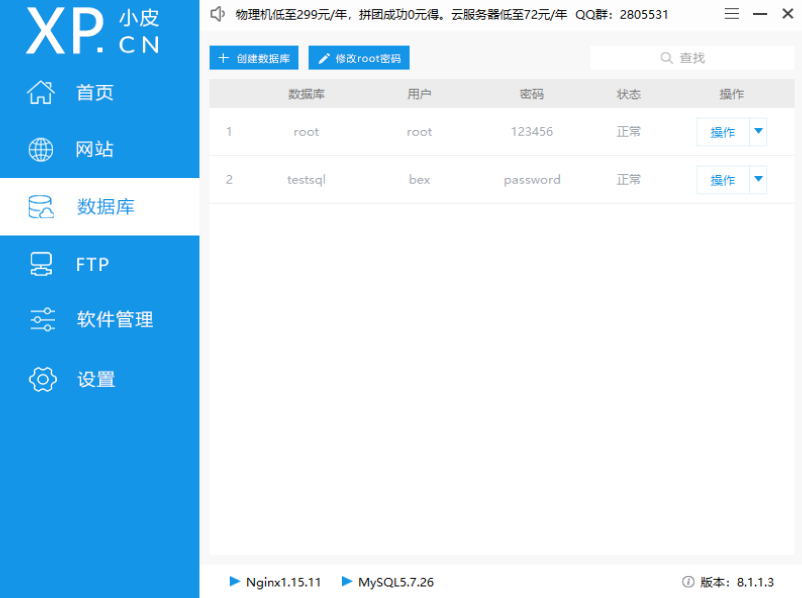 XP. 小皮 CN
首页
网站
数据库
FTP
软件管理
设置
物理机低至299元/年，拼团成功0元得。云服务器低至72元/年 QQ群：2805531
+ 创建数据库 修改root密码 查找
数据库 用户 密码 状态 操作
1 root root 123456 正常 操作
2 testsql bex password 正常 操作
Nginx1.15.11 MySQL5.7.26 版本：8.1.1.3